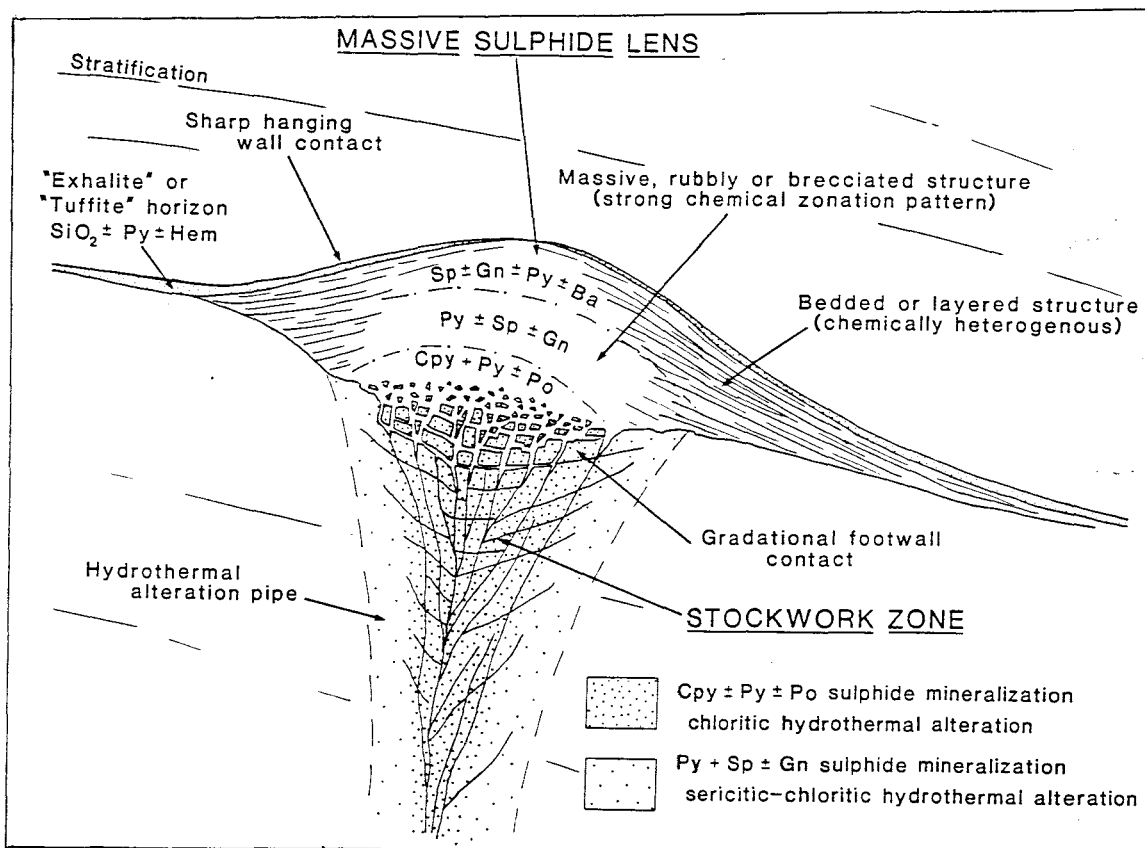 MASSIVE SULPHIDE LENS
Stratification
Sharp hanging
wall contact
"Exhalite" or
"Tuffite" horizon
SiO₂ ± Py ± Hem
Massive, rubbly or brecciated structure
(strong chemical zonation pattern)
Sp ± Gn ± Py ± Ba
Bedded or layered structure
(chemically heterogenous)
Py ± Sp ± Gn
Cpy + Py ± Po
Gradational footwall
contact
Hydrothermal
alteration pipe
STOCKWORK ZONE
Cpy ± Py ± Po sulphide mineralization
chloritic hydrothermal alteration
Py + Sp ± Gn sulphide mineralization
sericitic-chloritic hydrothermal alteration